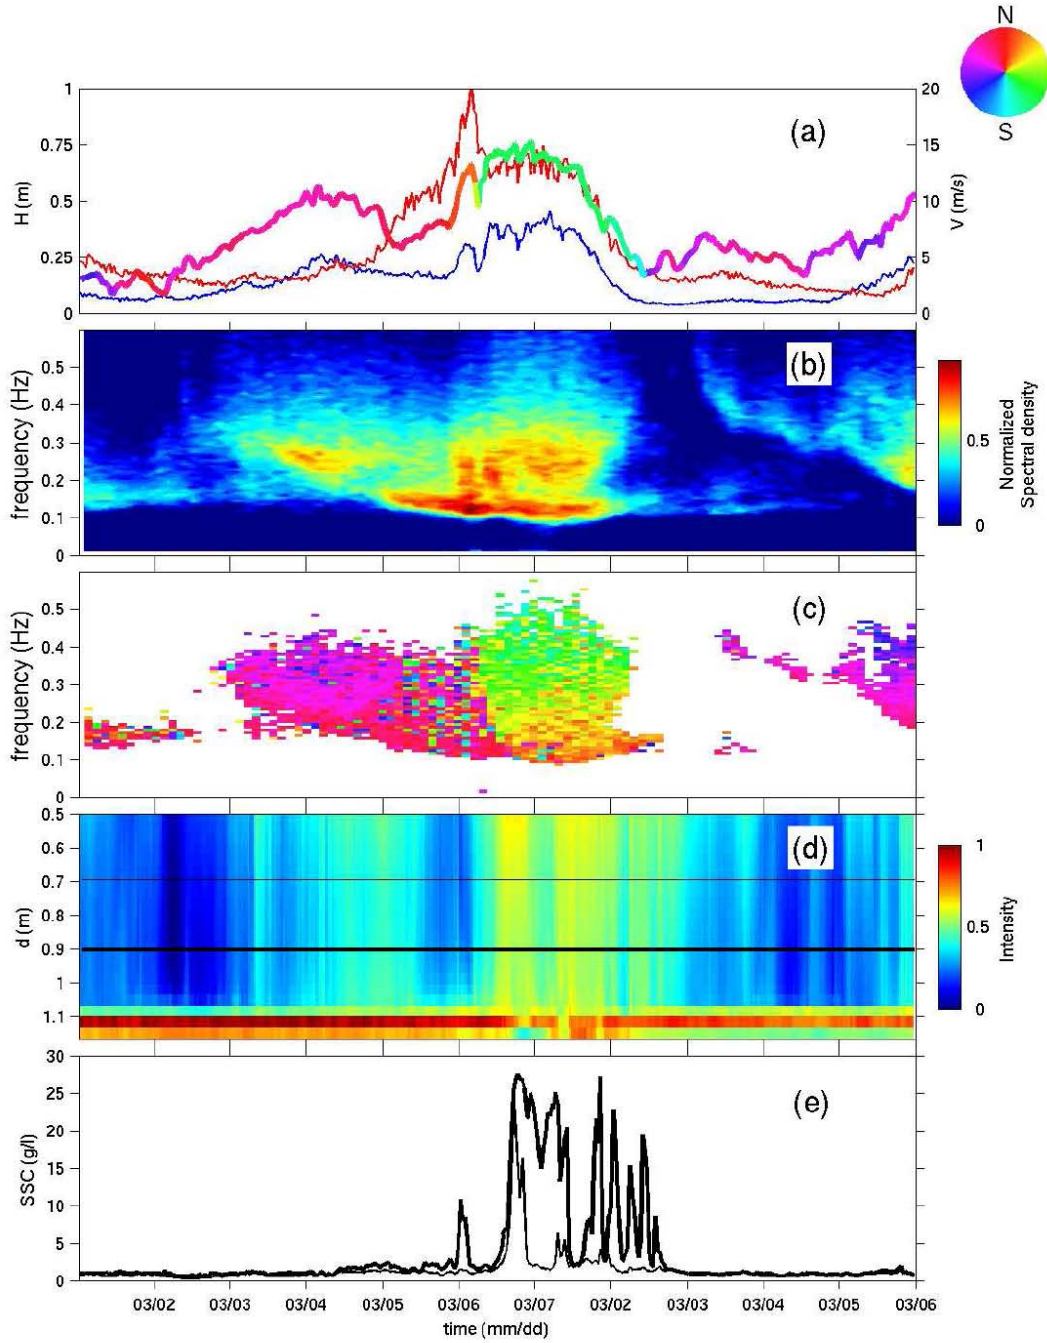 N
S
(a)
1
0.75
0.5
0.25
0
H (m)
20
15
10
5
0
V (m/s)
(b)
0.5
0.4
0.3
0.2
0.1
0
frequency (Hz)
0.5
0
Normalized
Spectral density
(c)
0.5
0.4
0.3
0.2
0.1
0
frequency (Hz)
(d)
0.5
0.6
0.7
0.8
0.9
1
1.1
d (m)
1
0.5
0
Intensity
(e)
30
25
20
15
10
5
0
SSC (g/l)
03/02 03/03 03/04 03/05 03/06 03/07 03/02 03/03 03/04 03/05 03/06
time (mm/dd)